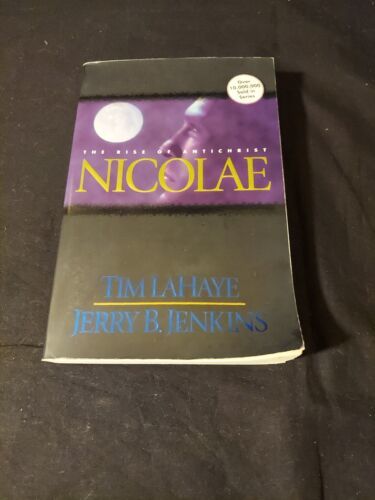 Over
10,000,000
Sold in
Series
THE RISE OF ANTICHRIST
NICOLAE
TIM LAHAYE
JERRY B. JENKINS